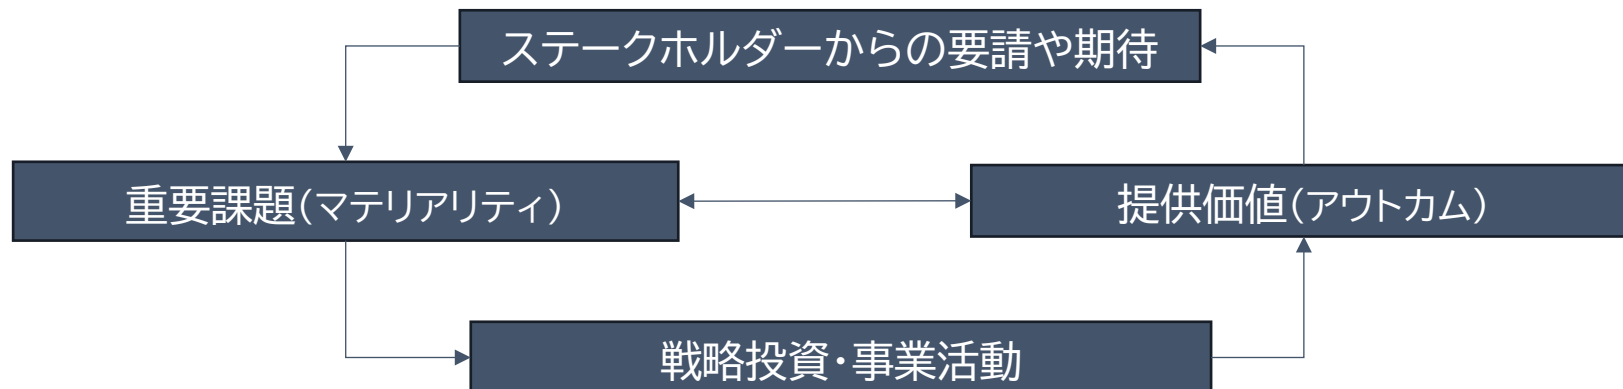 ステークホルダーからの要請や期待
重要課題(マテリアリティ)
提供価値(アウトカム)
戦略投資・事業活動